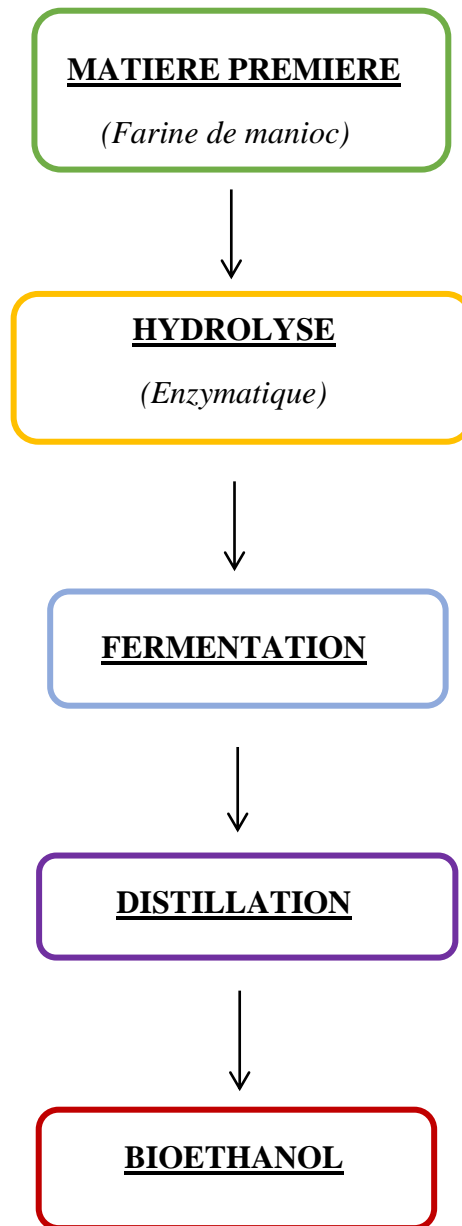 MATIERE PREMIERE
(Farine de manioc)
HYDROLYSE
(Enzymatique)
FERMENTATION
DISTILLATION
BIOETHANOL